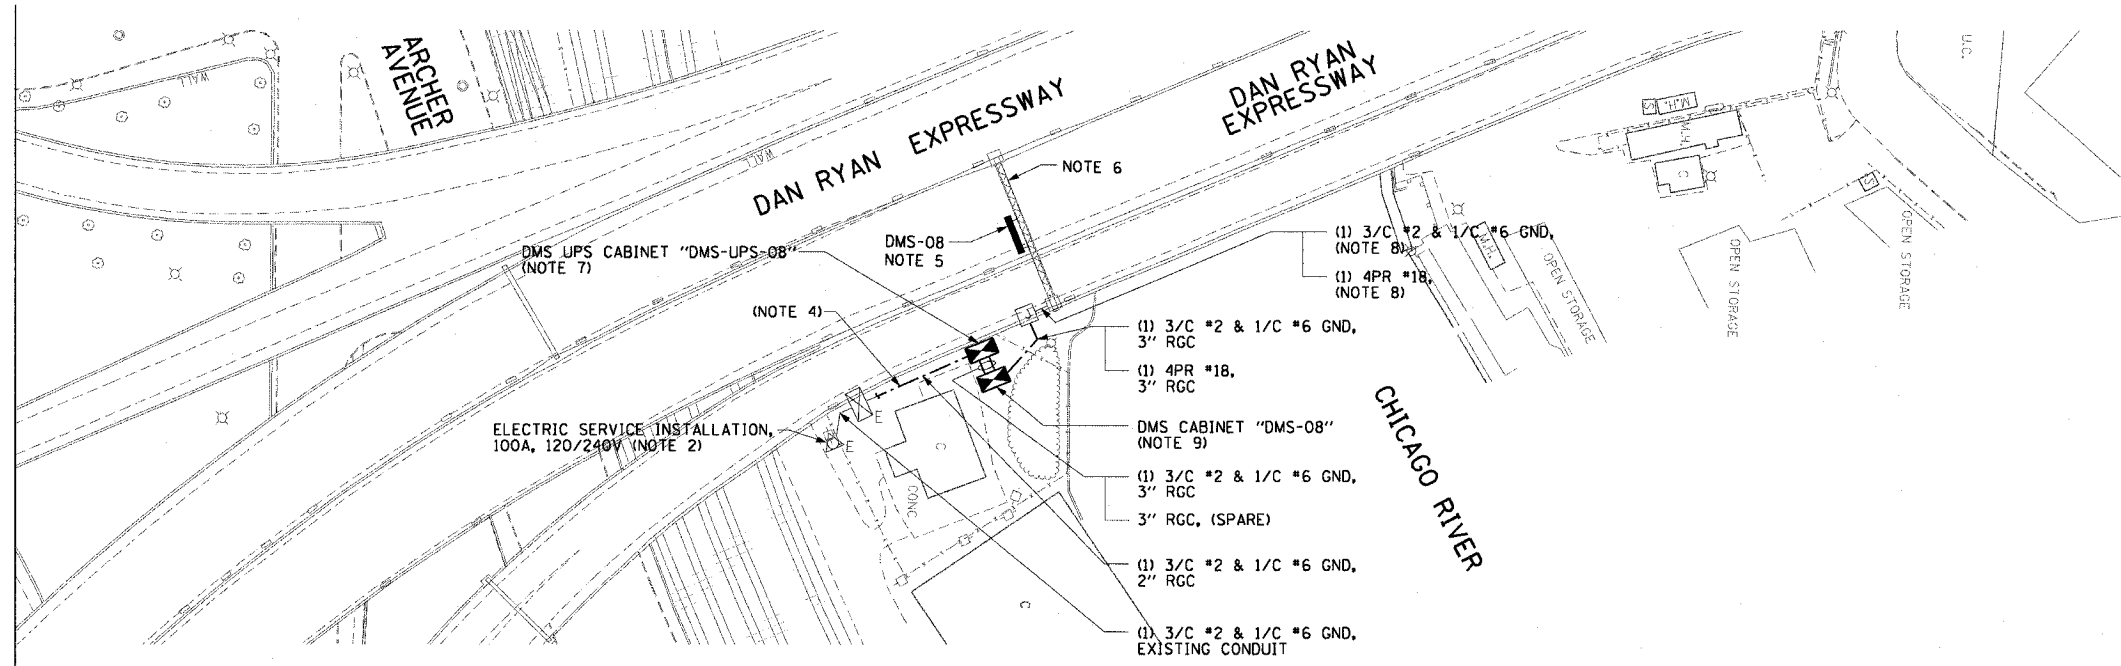 ARCHER
AVENUE
WALL
WALL
DAN RYAN EXPRESSWAY
DAN RYAN
EXPRESSWAY
U.C.
NOTE 6
DMS UPS CABINET "DMS-UPS-08"
(NOTE 7)
DMS-08
NOTE 5
(NOTE 4)
(1) 3/C #2 & 1/C #6 GND,
(NOTE 8)
(1) 4PR #18,
(NOTE 8)
(1) 3/C #2 & 1/C #6 GND,
3" RGC
(1) 4PR #18,
3" RGC
ELECTRIC SERVICE INSTALLATION,
100A, 120/240V (NOTE 2)
E
E
DMS CABINET "DMS-08"
(NOTE 9)
(1) 3/C #2 & 1/C #6 GND,
3" RGC
3" RGC, (SPARE)
(1) 3/C #2 & 1/C #6 GND,
2" RGC
(1) 3/C #2 & 1/C #6 GND,
EXISTING CONDUIT
C
CONC
C
CHICAGO RIVER
M.H.
OPEN STORAGE
S
M.H.
M.H.
C
S
OPEN STORAGE
OPEN STORAGE